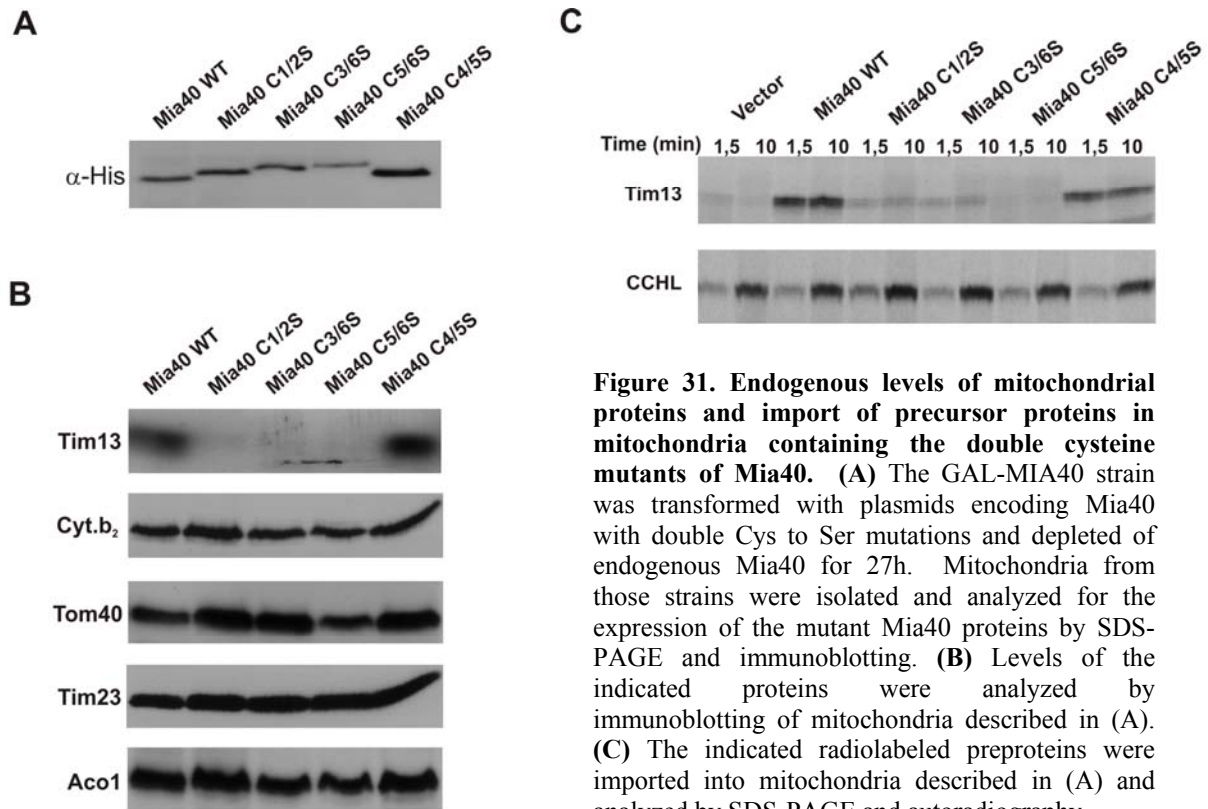 A
Mia40 WT
Mia40 C1/2S
Mia40 C3/6S
Mia40 C5/6S
Mia40 C4/5S
α-His
B
Mia40 WT
Mia40 C1/2S
Mia40 C3/6S
Mia40 C5/6S
Mia40 C4/5S
Tim13
Cyt.b₂
Tom40
Tim23
Aco1
C
Vector
Mia40 WT
Mia40 C1/2S
Mia40 C3/6S
Mia40 C5/6S
Mia40 C4/5S
Time (min) 1,5 10 1,5 10 1,5 10 1,5 10 1,5 10 1,5 10
Tim13
CCHL
Figure 31. Endogenous levels of mitochondrial
proteins and import of precursor proteins in
mitochondria containing the double cysteine
mutants of Mia40. (A) The GAL-MIA40 strain
was transformed with plasmids encoding Mia40
with double Cys to Ser mutations and depleted of
endogenous Mia40 for 27h. Mitochondria from
those strains were isolated and analyzed for the
expression of the mutant Mia40 proteins by SDS-
PAGE and immunoblotting. (B) Levels of the
indicated proteins were analyzed by
immunoblotting of mitochondria described in (A).
(C) The indicated radiolabeled preproteins were
imported into mitochondria described in (A) and
analyzed by SDS-PAGE and autoradiography